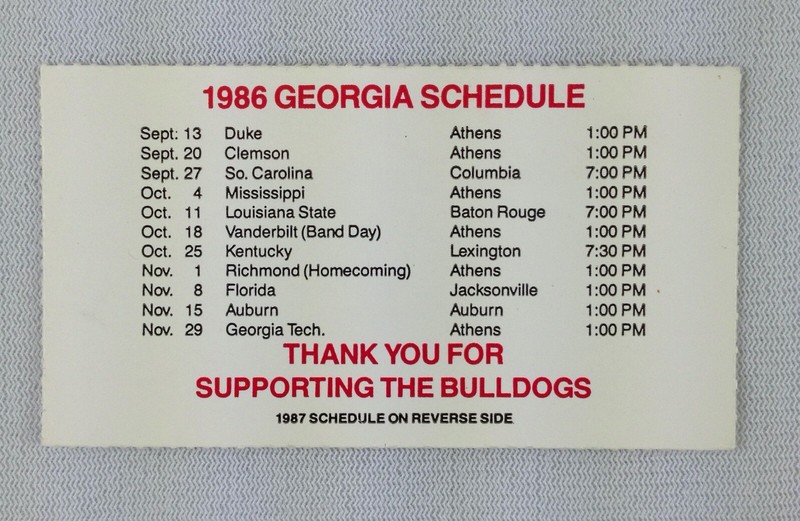 1986 GEORGIA SCHEDULE
Sept. 13 Duke Athens 1:00 PM
Sept. 20 Clemson Athens 1:00 PM
Sept. 27 So. Carolina Columbia 7:00 PM
Oct. 4 Mississippi Athens 1:00 PM
Oct. 11 Louisiana State Baton Rouge 7:00 PM
Oct. 18 Vanderbilt (Band Day) Athens 1:00 PM
Oct. 25 Kentucky Lexington 7:30 PM
Nov. 1 Richmond (Homecoming) Athens 1:00 PM
Nov. 8 Florida Jacksonville 1:00 PM
Nov. 15 Auburn Auburn 1:00 PM
Nov. 29 Georgia Tech. Athens 1:00 PM
THANK YOU FOR
SUPPORTING THE BULLDOGS
1987 SCHEDULE ON REVERSE SIDE